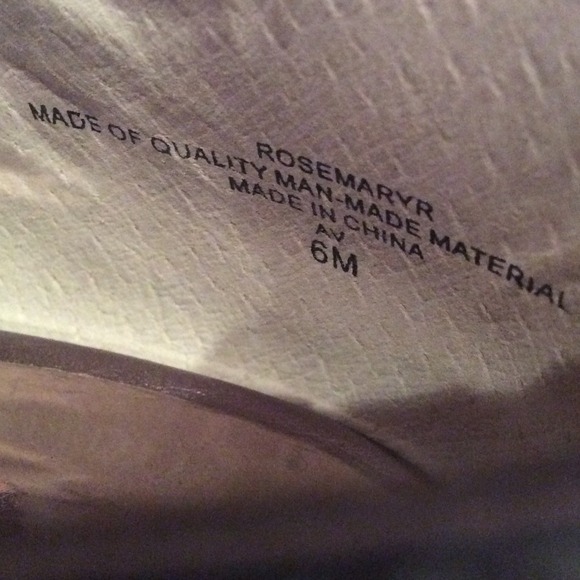 ROSEMARYR
MADE OF QUALITY MAN-MADE MATERIAL
MADE IN CHINA
AV
6M